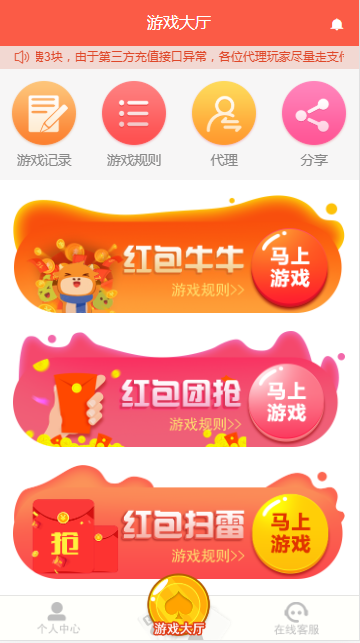 游戏大厅
3块，由于第三方充值接口异常，各位代理玩家尽量走支付
游戏记录 游戏规则 代理 分享
红包牛牛
马上
游戏
游戏规则>>
红包团抢
马上
游戏
游戏规则>>
抢
红包扫雷
马上
游戏
游戏规则>>
个人中心 游戏大厅 在线客服